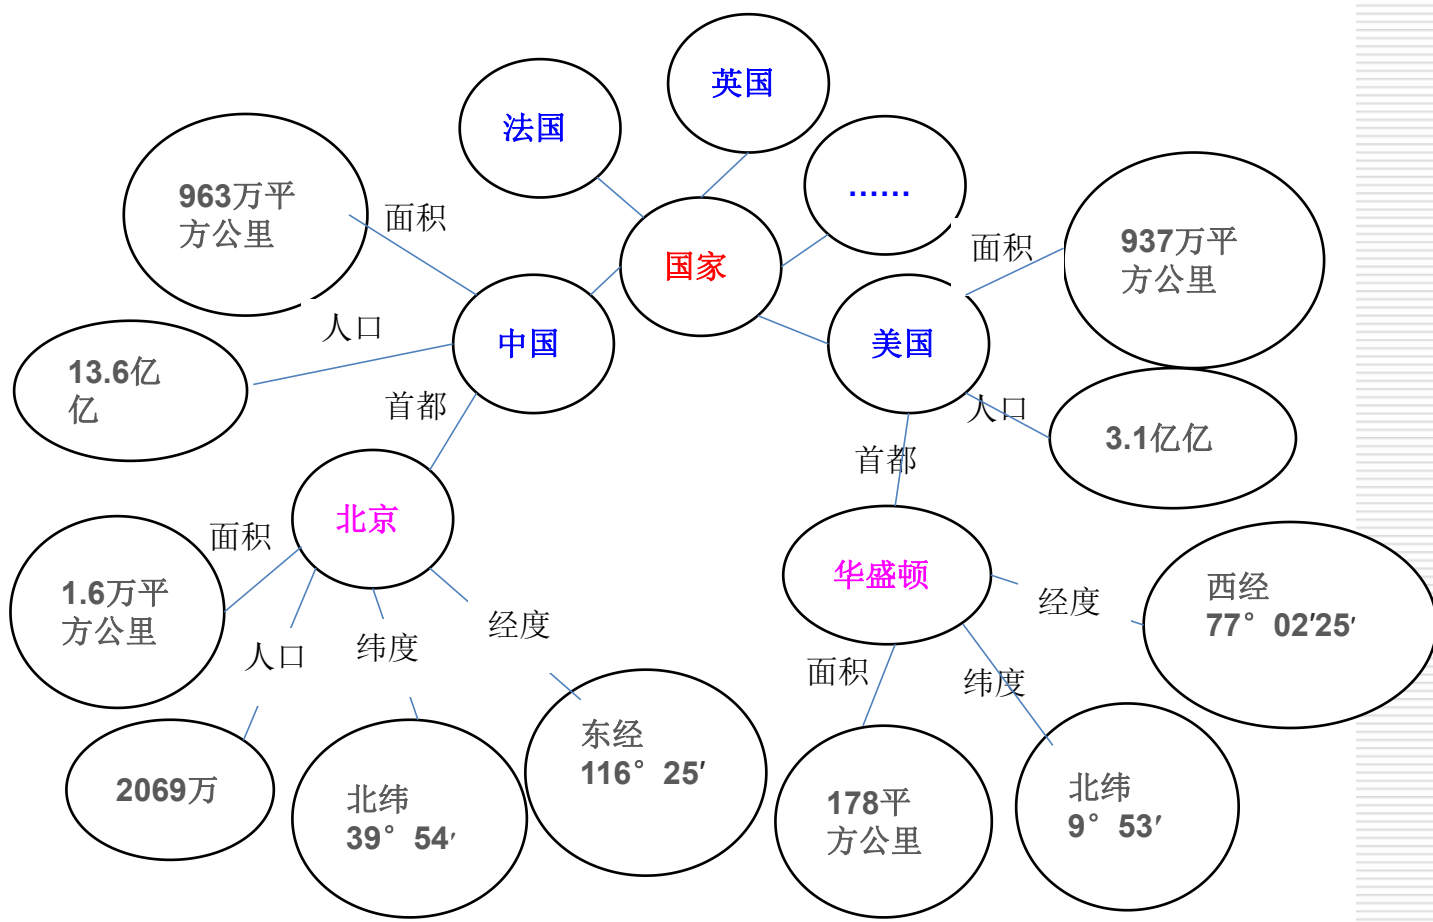 英国
法国
……
963万平
方公里
面积
国家
面积
937万平
方公里
人口
中国
美国
13.6亿
亿
首都
人口
3.1亿亿
首都
北京
面积
华盛顿
1.6万平
方公里
人口
纬度
经度
经度
西经
77° 02′25′
面积
纬度
2069万
北纬
39° 54′
东经
116° 25′
178平
方公里
北纬
9° 53′